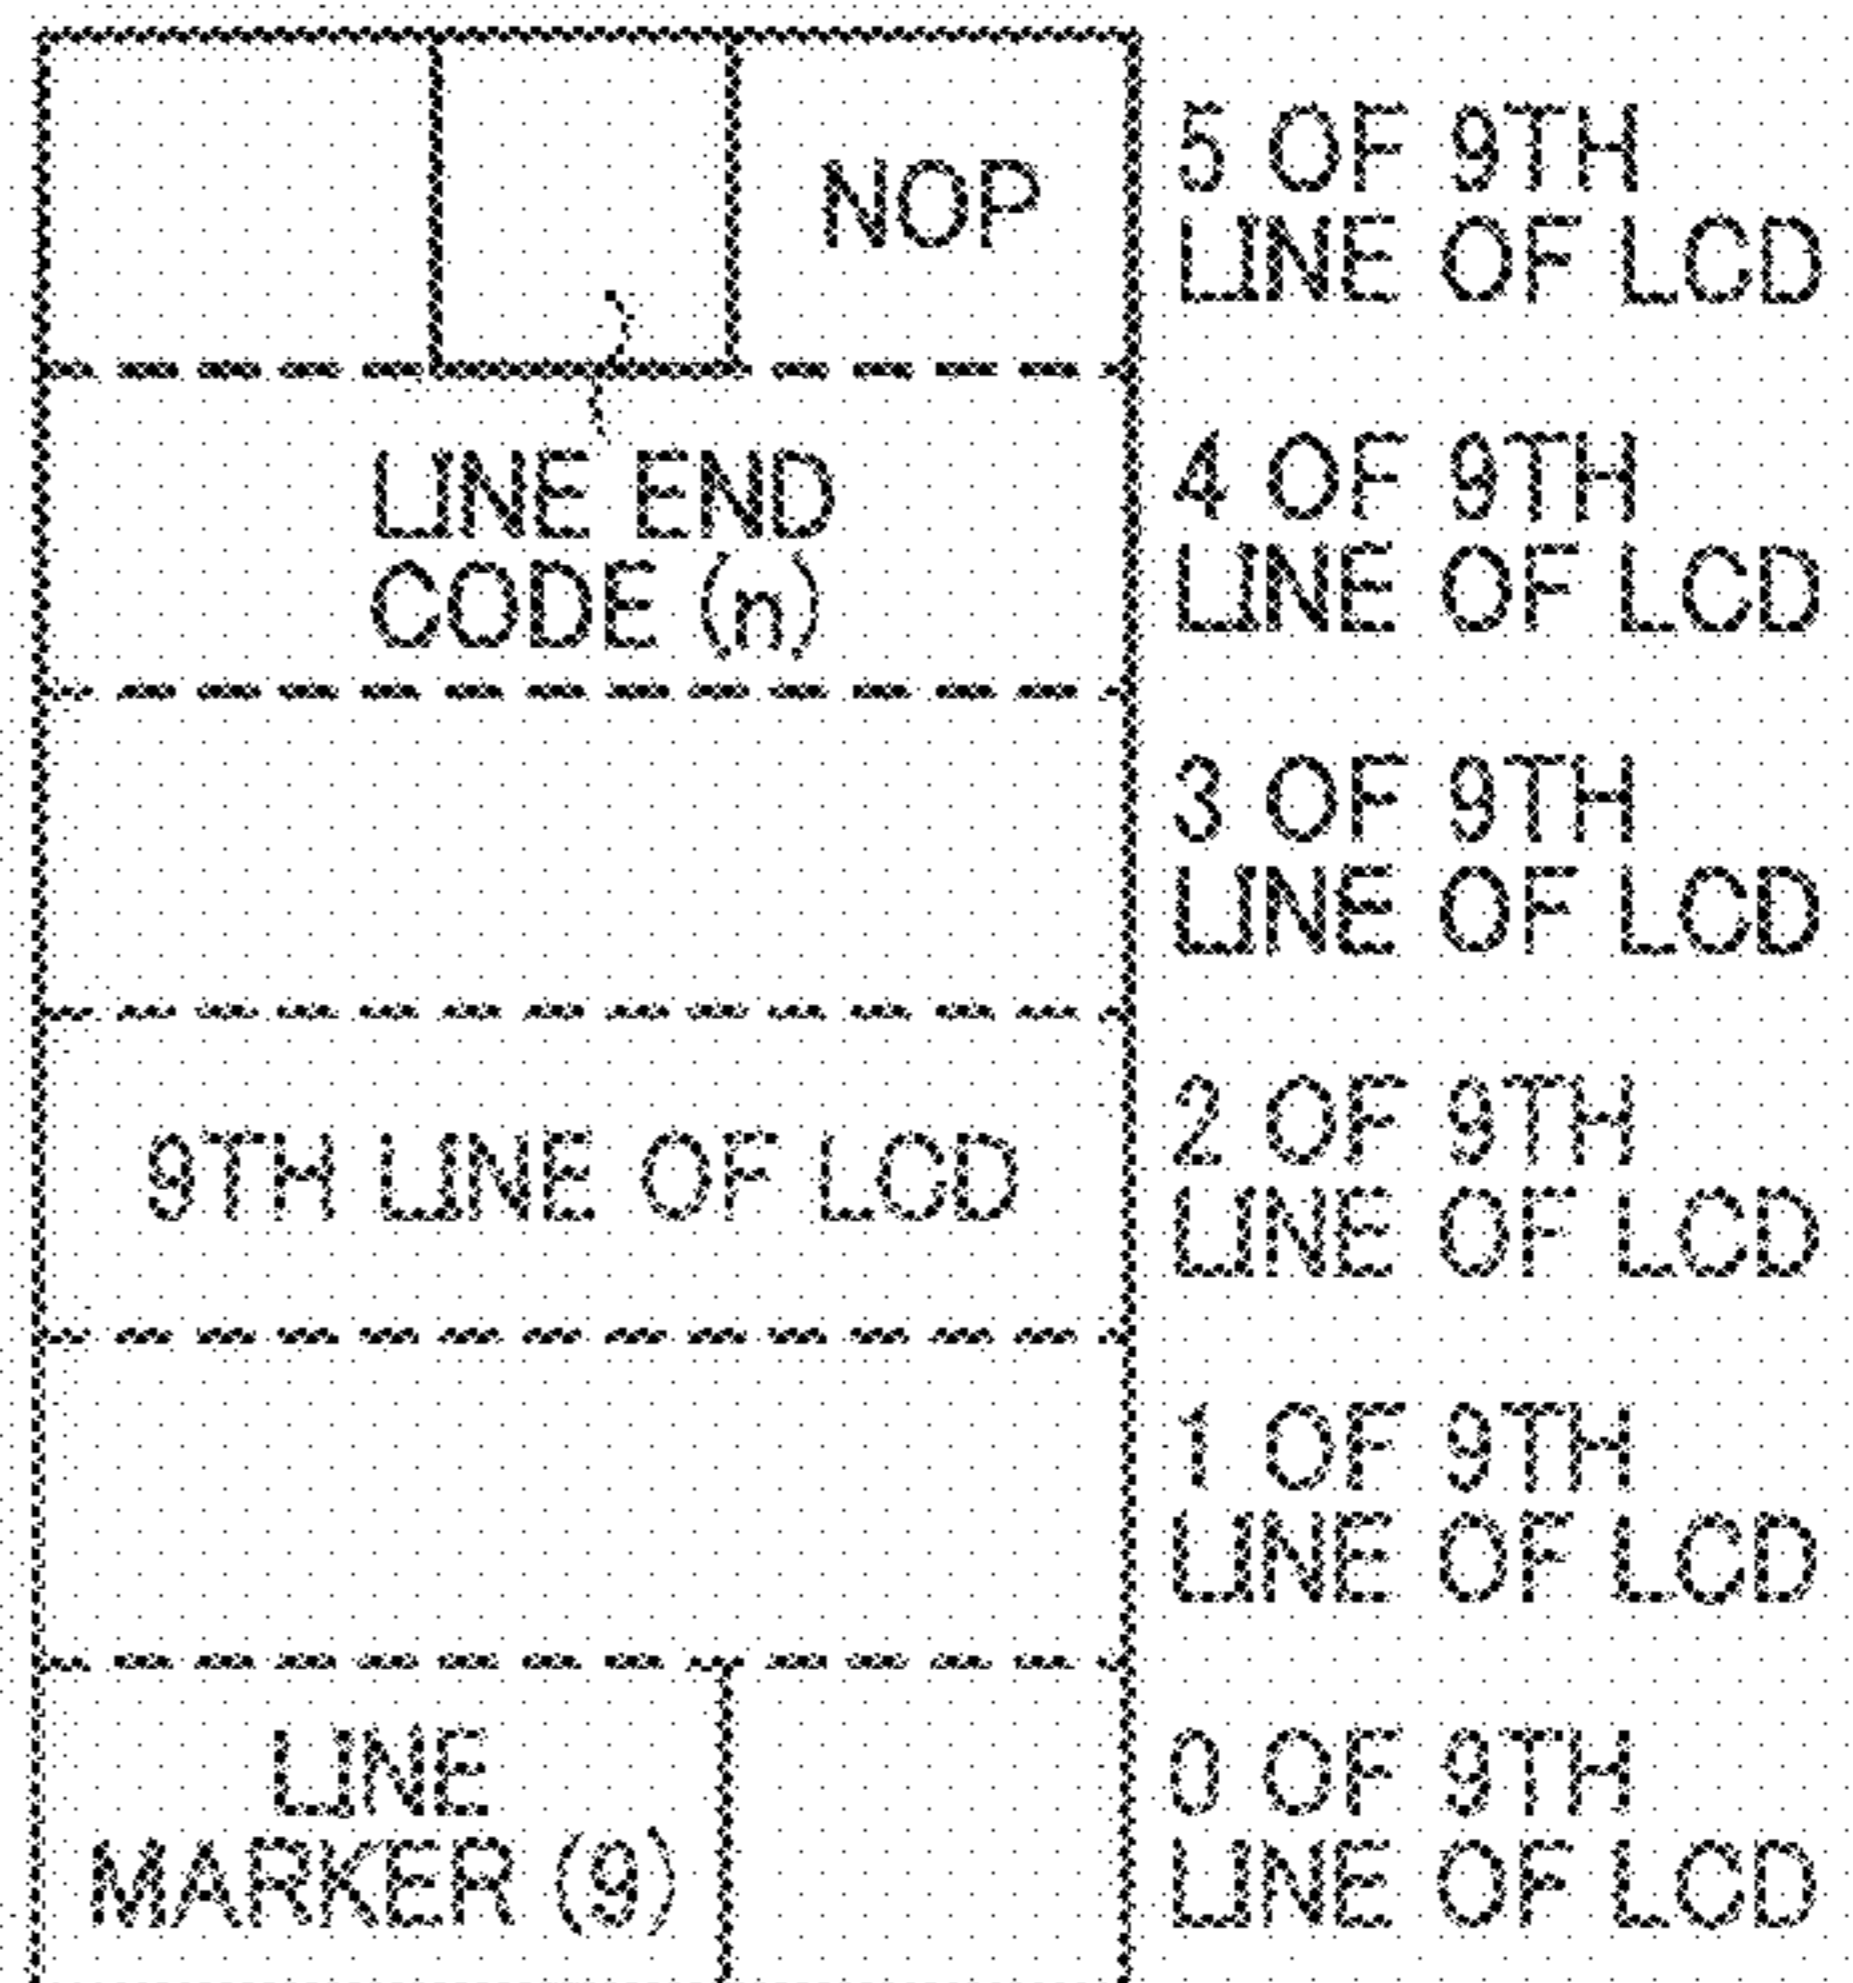 NOP
5 OF 9TH
LINE OF LCD
LINE END
CODE (n)
4 OF 9TH
LINE OF LCD
3 OF 9TH
LINE OF LCD
9TH LINE OF LCD
2 OF 9TH
LINE OF LCD
1 OF 9TH
LINE OF LCD
LINE
MARKER (9)
0 OF 9TH
LINE OF LCD